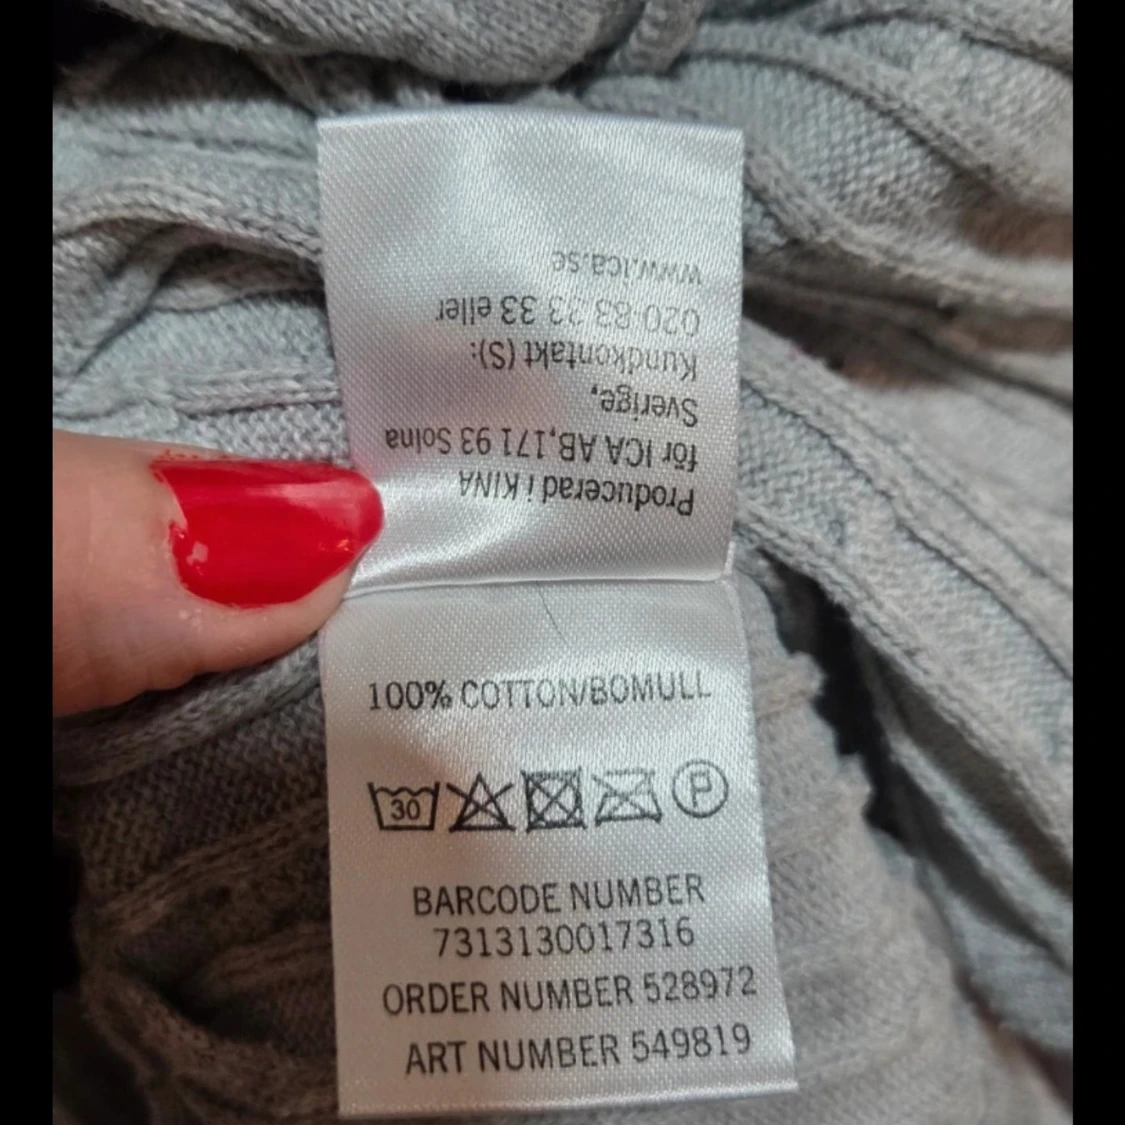 Producerad i KINA
för ICA AB,171 93 Solna
Sverige,
Kundkontakt (S):
020-83 33 33 eller
www.ica.se
100% COTTON/BOMULL
30
P
BARCODE NUMBER
7313130017316
ORDER NUMBER 528972
ART NUMBER 549819